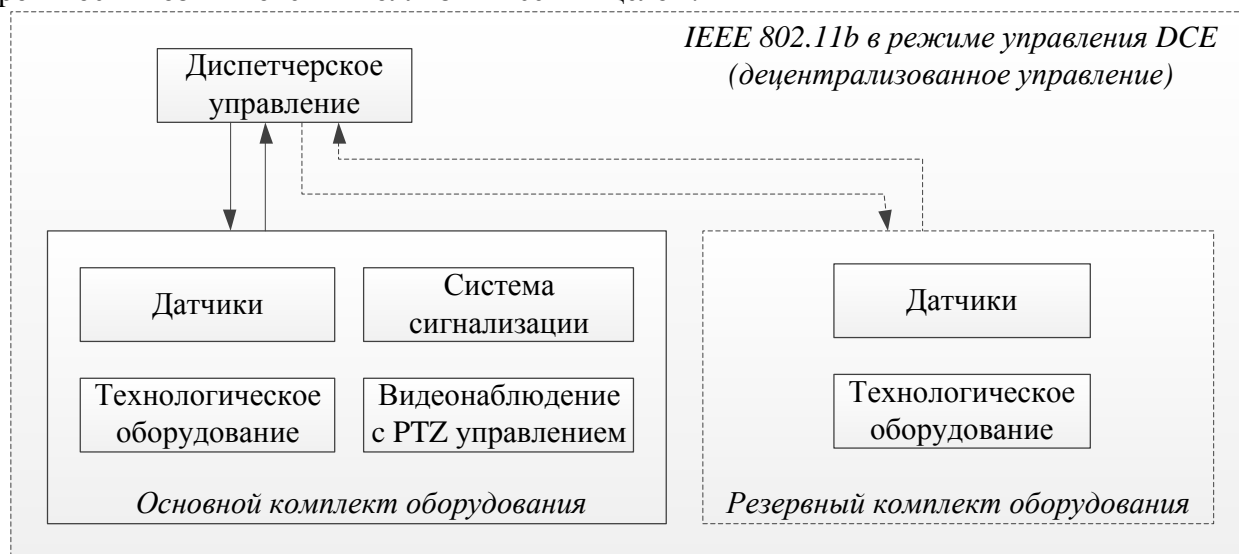 IEEE 802.11b в режиме управления DCE
(децентрализованное управление)
Диспетчерское
управление
Датчики
Система
сигнализации
Технологическое
оборудование
Видеонаблюдение
с PTZ управлением
Основной комплект оборудования
Датчики
Технологическое
оборудование
Резервный комплект оборудования